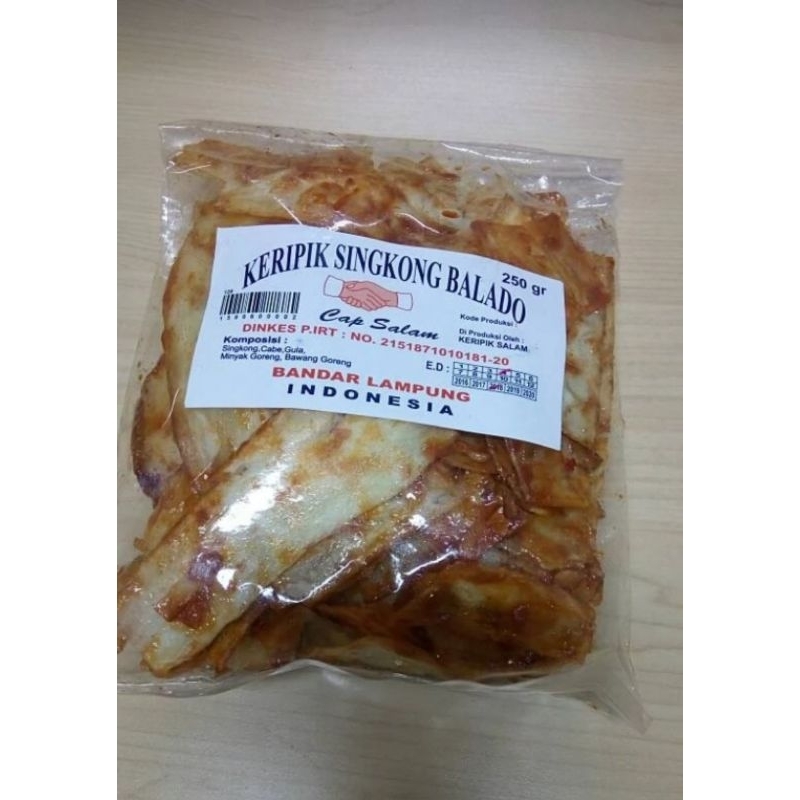 KERIPIK SINGKONG BALADO
250 gr
Cap Salam
Kode Produksi
Di Produksi Oleh :
KERIPIK SALAM
DINKES P.IRT : NO. 2151871010181-20
Komposisi :
Singkong,Cabe,Gula,
Minyak Goreng, Bawang Goreng
E.D :
2016 2017 2018 2019 2020
BANDAR LAMPUNG
INDONESIA